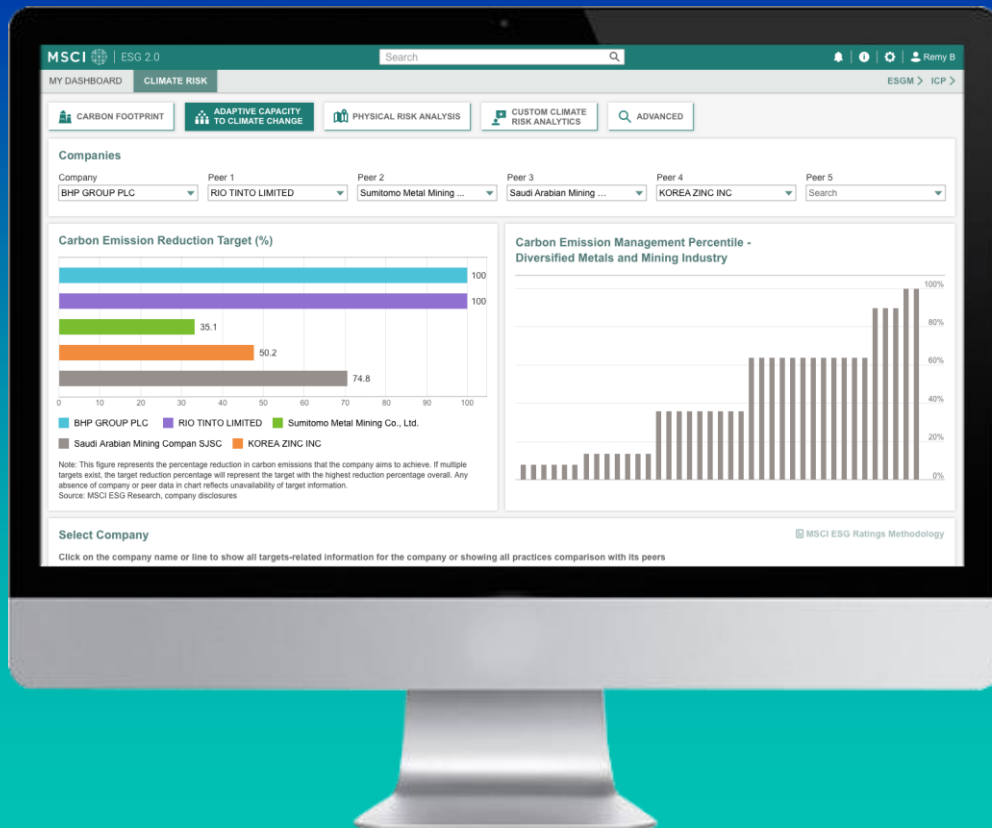 MSCI | ESG 2.0
Search
Remy B
MY DASHBOARD
CLIMATE RISK
ESGM > ICP >
CARBON FOOTPRINT
ADAPTIVE CAPACITY
TO CLIMATE CHANGE
PHYSICAL RISK ANALYSIS
CUSTOM CLIMATE
RISK ANALYTICS
ADVANCED
Companies
Company
Peer 1
Peer 2
Peer 3
Peer 4
Peer 5
BHP GROUP PLC
RIO TINTO LIMITED
Sumitomo Metal Mining ...
Saudi Arabian Mining ...
KOREA ZINC INC
Search
Carbon Emission Reduction Target (%)
100
100
35.1
50.2
74.8
0 10 20 30 40 50 60 70 80 90 100
BHP GROUP PLC
RIO TINTO LIMITED
Sumitomo Metal Mining Co., Ltd.
Saudi Arabian Mining Compan SJSC
KOREA ZINC INC
Note: This figure represents the percentage reduction in carbon emissions that the company aims to achieve. If multiple
targets exist, the target reduction percentage will represent the target with the highest reduction percentage overall. Any
absence of company or peer data in chart reflects unavailability of target information.
Source: MSCI ESG Research, company disclosures
Carbon Emission Management Percentile -
Diversified Metals and Mining Industry
100%
80%
60%
40%
20%
0%
Select Company
MSCI ESG Ratings Methodology
Click on the company name or line to show all targets-related information for the company or showing all practices comparison with its peers